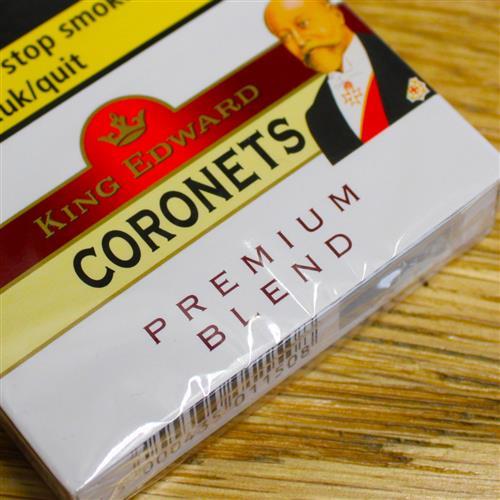 stop smok
uk/quit
KING EDWARD
CORONETS
PREMIUM
BLEND